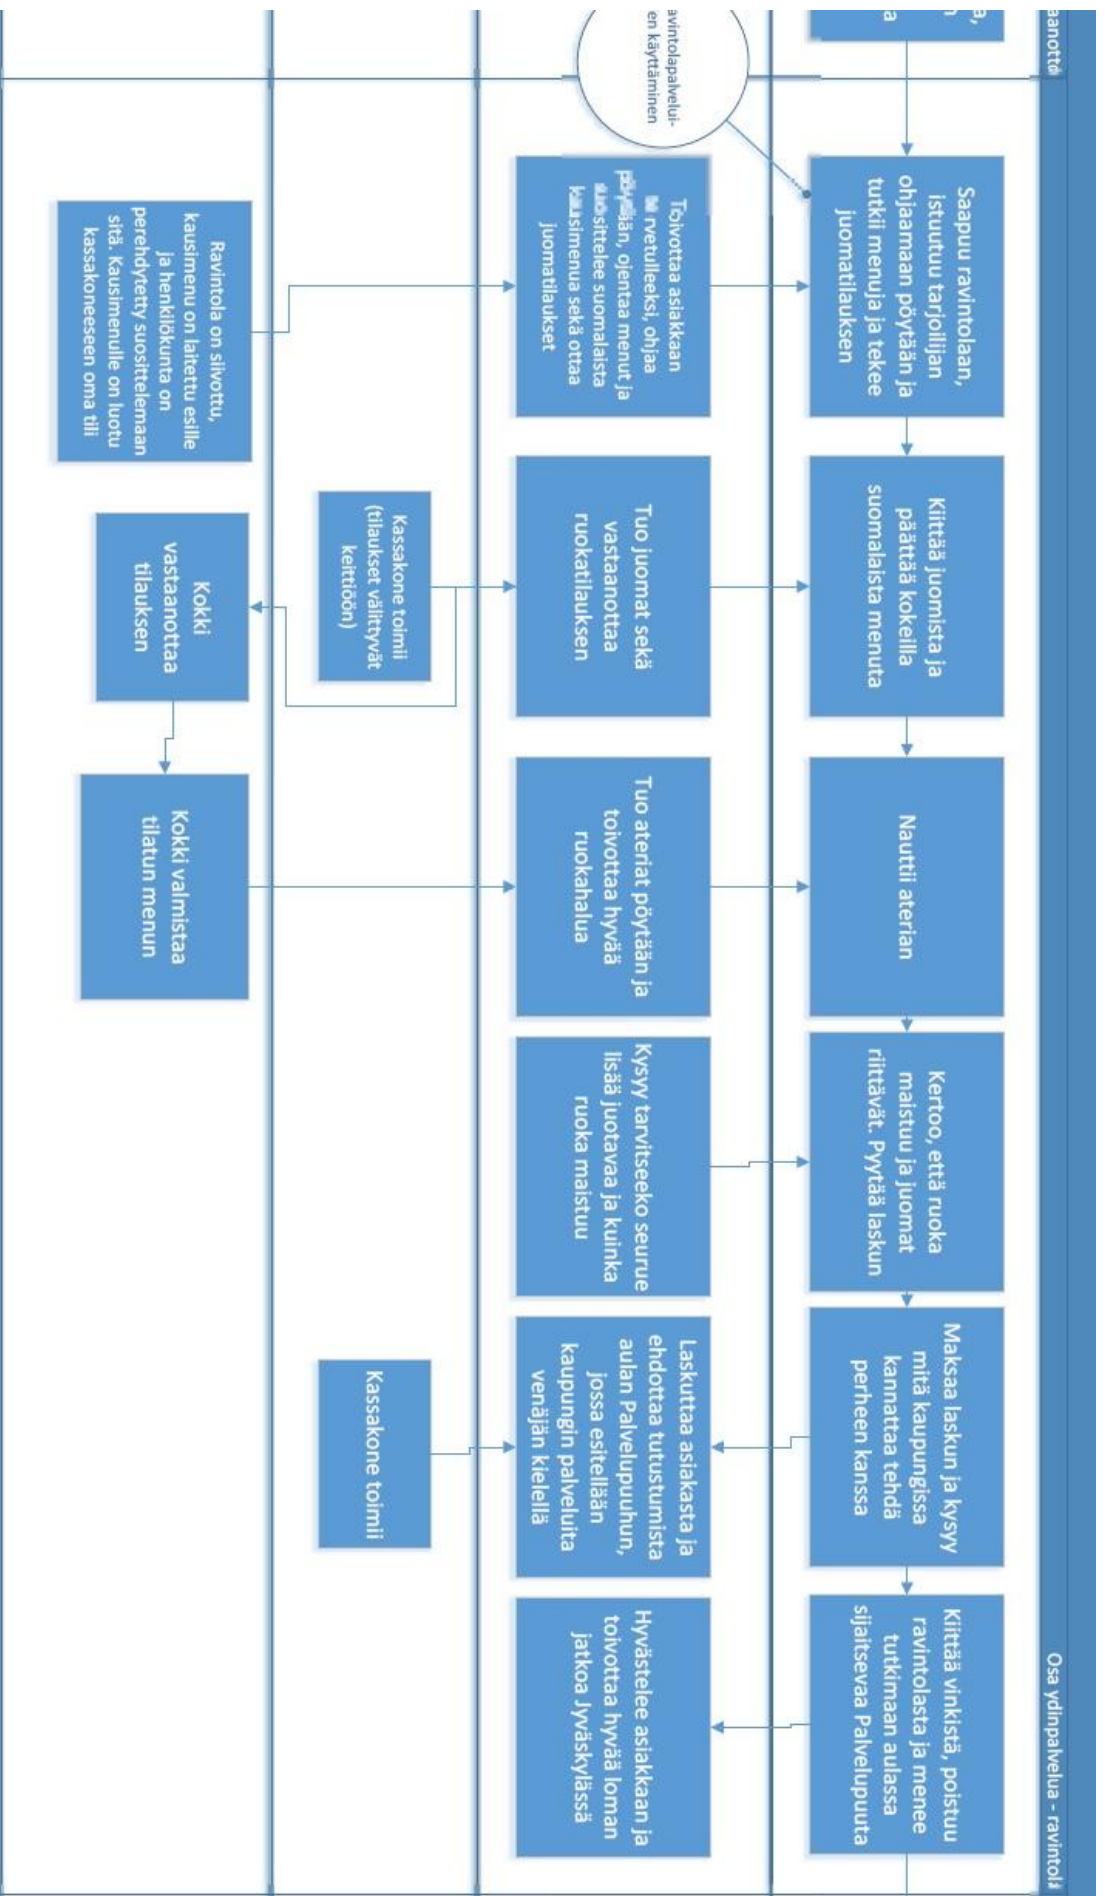 aanotto
Osa ydinpalvelua - ravintola
a,
n
a
Saapuu ravintolaan,
istuutuu tarjoilijan
ohjaamaan pöytään ja
tutkii menuja ja tekee
juomatilauksen
Kiittää juomista ja
päättää kokeilla
suomalaista menuta
Nauttii aterian
Kertoo, että ruoka
maistuu ja juomat
riittävät. Pyytää laskun
Maksaa laskun ja kysyy
mitä kaupungissa
kannattaa tehdä
perheen kanssa
Kiittää vinkistä, poistuu
ravintolasta ja menee
tutkimaan aulassa
sijaitsevaa Palvelupuuta
avintolapalvelui-
en käyttäminen
Toivottaa asiakkaan
tervetulleeksi, ohjaa
pöytään, ojentaa menut ja
suosittelee suomalaista
kausimenua sekä ottaa
juomatilaukset
Tuo juomat sekä
vastaanottaa
ruokatilauksen
Tuo ateriat pöytään ja
toivottaa hyvää
ruokahalua
Kysyy tarvitseeko seurue
lisää juotavaa ja kuinka
ruoka maistuu
Laskuttaa asiakasta ja
ehdottaa tutustumista
aulan Palvelupuuhun,
jossa esitellään
kaupungin palveluita
venäjän kielellä
Hyvästelee asiakkaan ja
toivottaa hyvää loman
jatkoa Jyväskylässä
Kassakone toimii
(tilaukset välittyvät
keittiöön)
Kassakone toimii
Ravintola on siivottu,
kausimenu on laitettu esille
ja henkilökunta on
perehdytetty suosittelemaan
sitä. Kausimenulle on luotu
kassakoneeseen oma tili
Kokki
vastaanottaa
tilauksen
Kokki valmistaa
tilatun menun